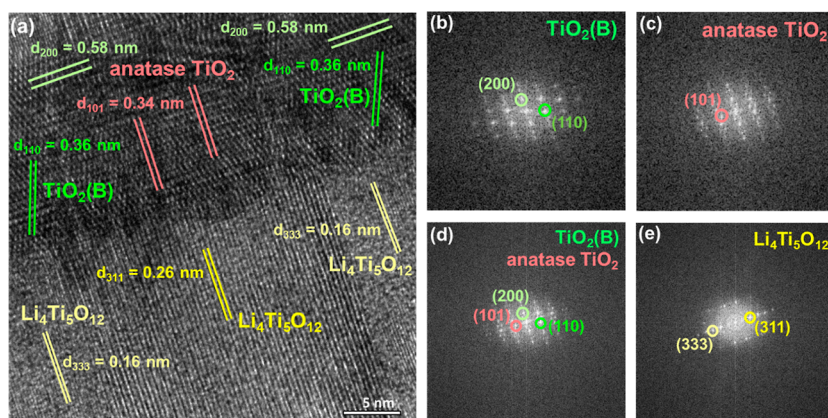 (a)
d200 = 0.58 nm
d200 = 0.58 nm
anatase TiO2
d110 = 0.36 nm
TiO2(B)
d101 = 0.34 nm
d110 = 0.36 nm
TiO2(B)
d333 = 0.16 nm
Li4Ti5O12
d311 = 0.26 nm
Li4Ti5O12
Li4Ti5O12
d333 = 0.16 nm
5 nm
(b)
TiO2(B)
(200)
(110)
(c)
anatase TiO2
(101)
(d)
TiO2(B)
anatase TiO2
(200)
(101)
(110)
(e)
Li4Ti5O12
(311)
(333)